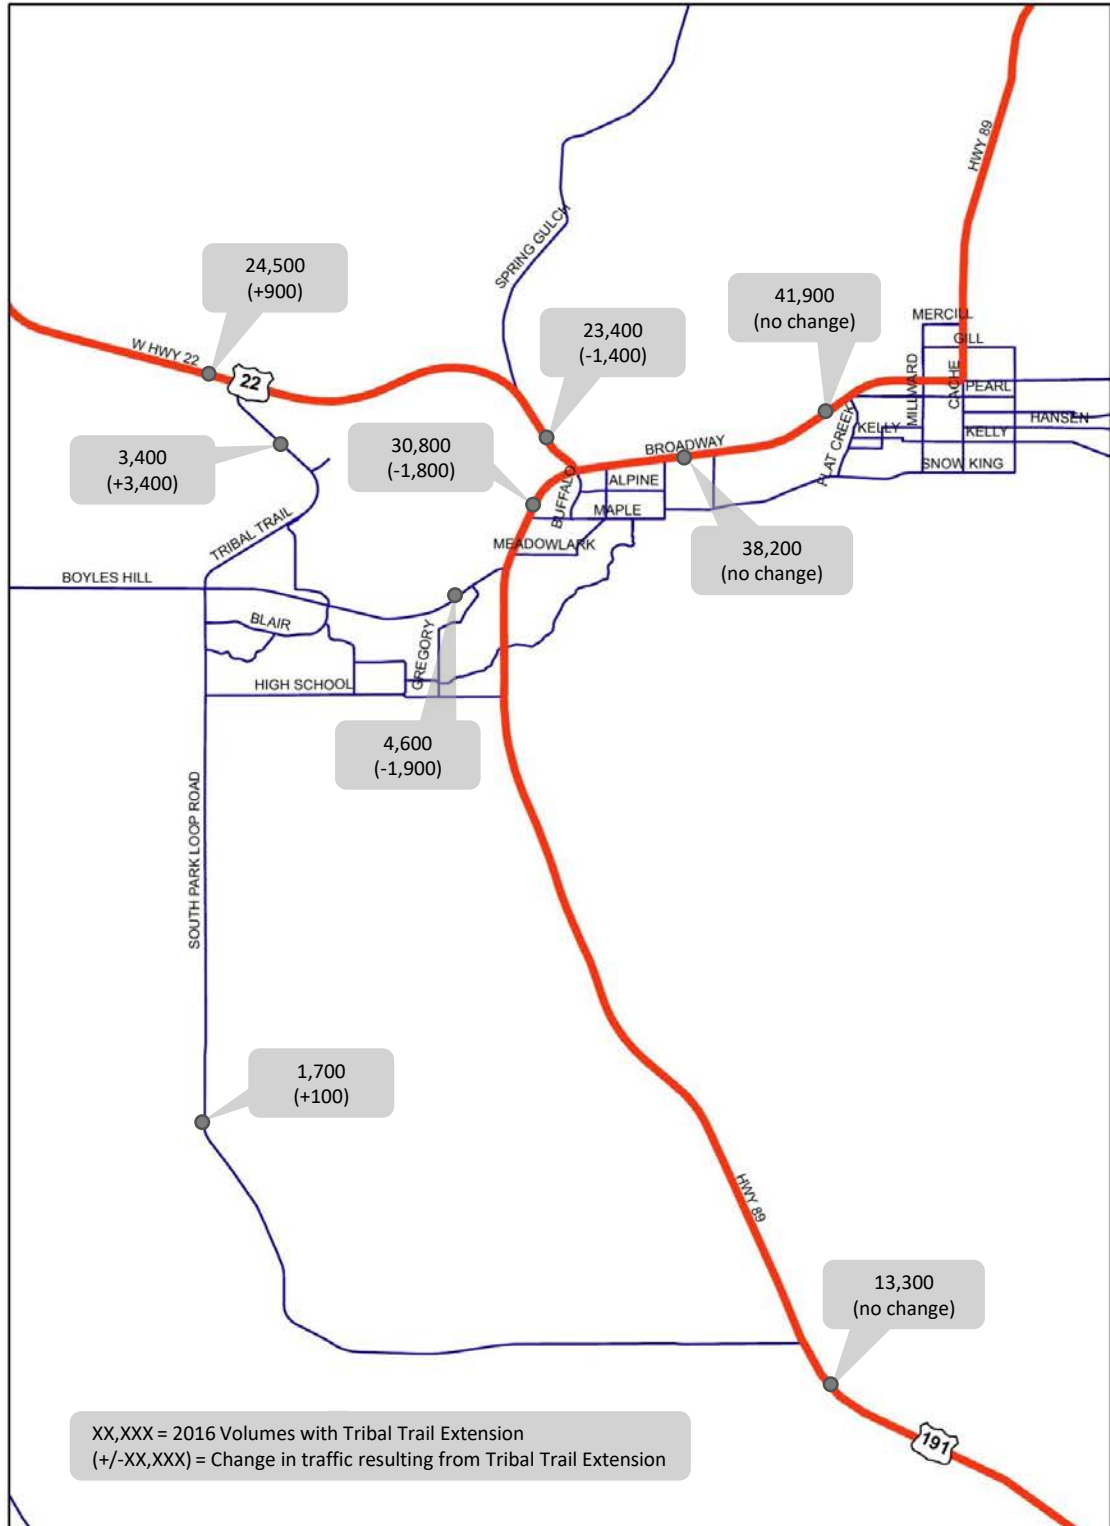 HWY 89
SPRING GULCH
24,500
(+900)
41,900
(no change)
23,400
(-1,400)
MERCILL
GILL
W HWY 22
22
MILLWARD
CACHE
PEARL
HANSEN
KELLY
KELLY
FLAT CREEK
SNOW KING
BROADWAY
3,400
(+3,400)
30,800
(-1,800)
BUFFALO
ALPINE
MAPLE
MEADOWLARK
38,200
(no change)
TRIBAL TRAIL
BOYLES HILL
BLAIR
GREGORY
HIGH SCHOOL
4,600
(-1,900)
SOUTH PARK LOOP ROAD
1,700
(+100)
HWY 89
13,300
(no change)
191
XX,XXX = 2016 Volumes with Tribal Trail Extension
(+/-XX,XXX) = Change in traffic resulting from Tribal Trail Extension